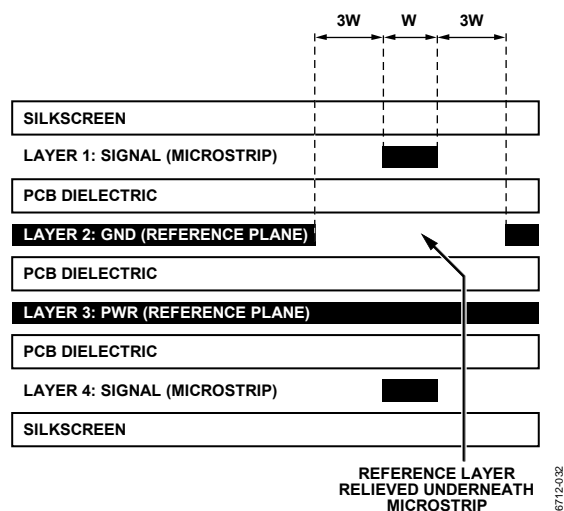 3W W 3W
SILKSCREEN
LAYER 1: SIGNAL (MICROSTRIP)
PCB DIELECTRIC
LAYER 2: GND (REFERENCE PLANE)
PCB DIELECTRIC
LAYER 3: PWR (REFERENCE PLANE)
PCB DIELECTRIC
LAYER 4: SIGNAL (MICROSTRIP)
SILKSCREEN
REFERENCE LAYER
RELIEVED UNDERNEATH
MICROSTRIP
6712-032